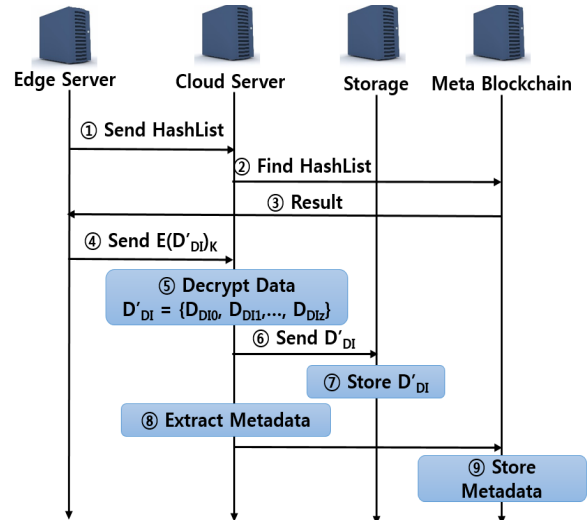 Edge Server Cloud Server Storage Meta Blockchain
① Send HashList
② Find HashList
③ Result
④ Send E(D'DI)K
⑤ Decrypt Data
D'DI = {DDI0, DDI1,..., DDIz}
⑥ Send D'DI
⑦ Store D'DI
⑧ Extract Metadata
⑨ Store
Metadata